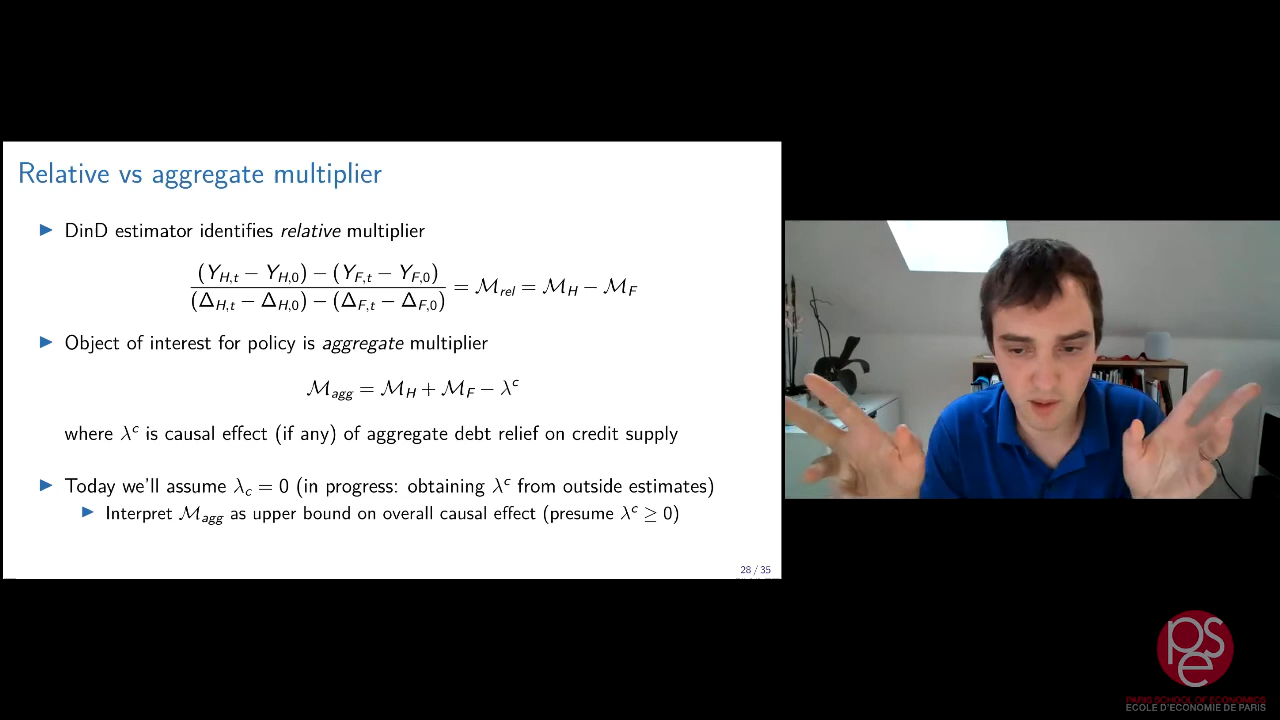 Relative vs aggregate multiplier
▶ DinD estimator identifies relative multiplier
(Y_{H,t} − Y_{H,0}) − (Y_{F,t} − Y_{F,0})
(Δ_{H,t} − Δ_{H,0}) − (Δ_{F,t} − Δ_{F,0}) = ℳ_{rel} = ℳ_H − ℳ_F
▶ Object of interest for policy is aggregate multiplier
ℳ_{agg} = ℳ_H + ℳ_F − λ^c
where λ^c is causal effect (if any) of aggregate debt relief on credit supply
▶ Today we'll assume λ_c = 0 (in progress: obtaining λ^c from outside estimates)
▶ Interpret ℳ_{agg} as upper bound on overall causal effect (presume λ^c ≥ 0)
28 / 35
pse
PARIS SCHOOL OF ECONOMICS
ECOLE D'ECONOMIE DE PARIS